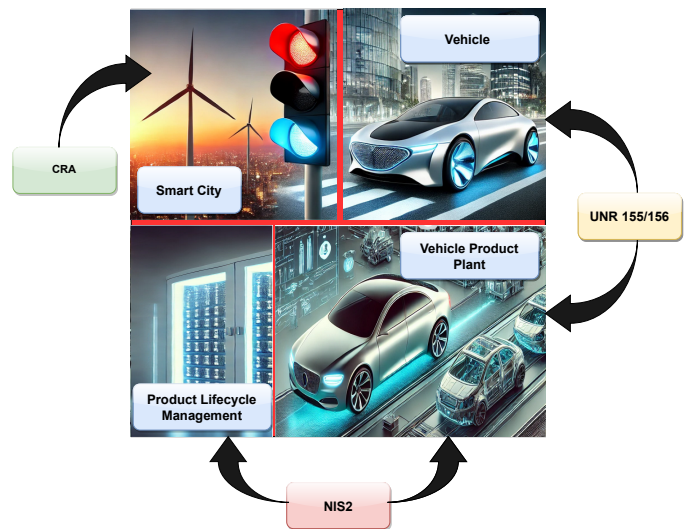 Vehicle
CRA
Smart City
UNR 155/156
Vehicle Product
Plant
Product Lifecycle
Management
NIS2